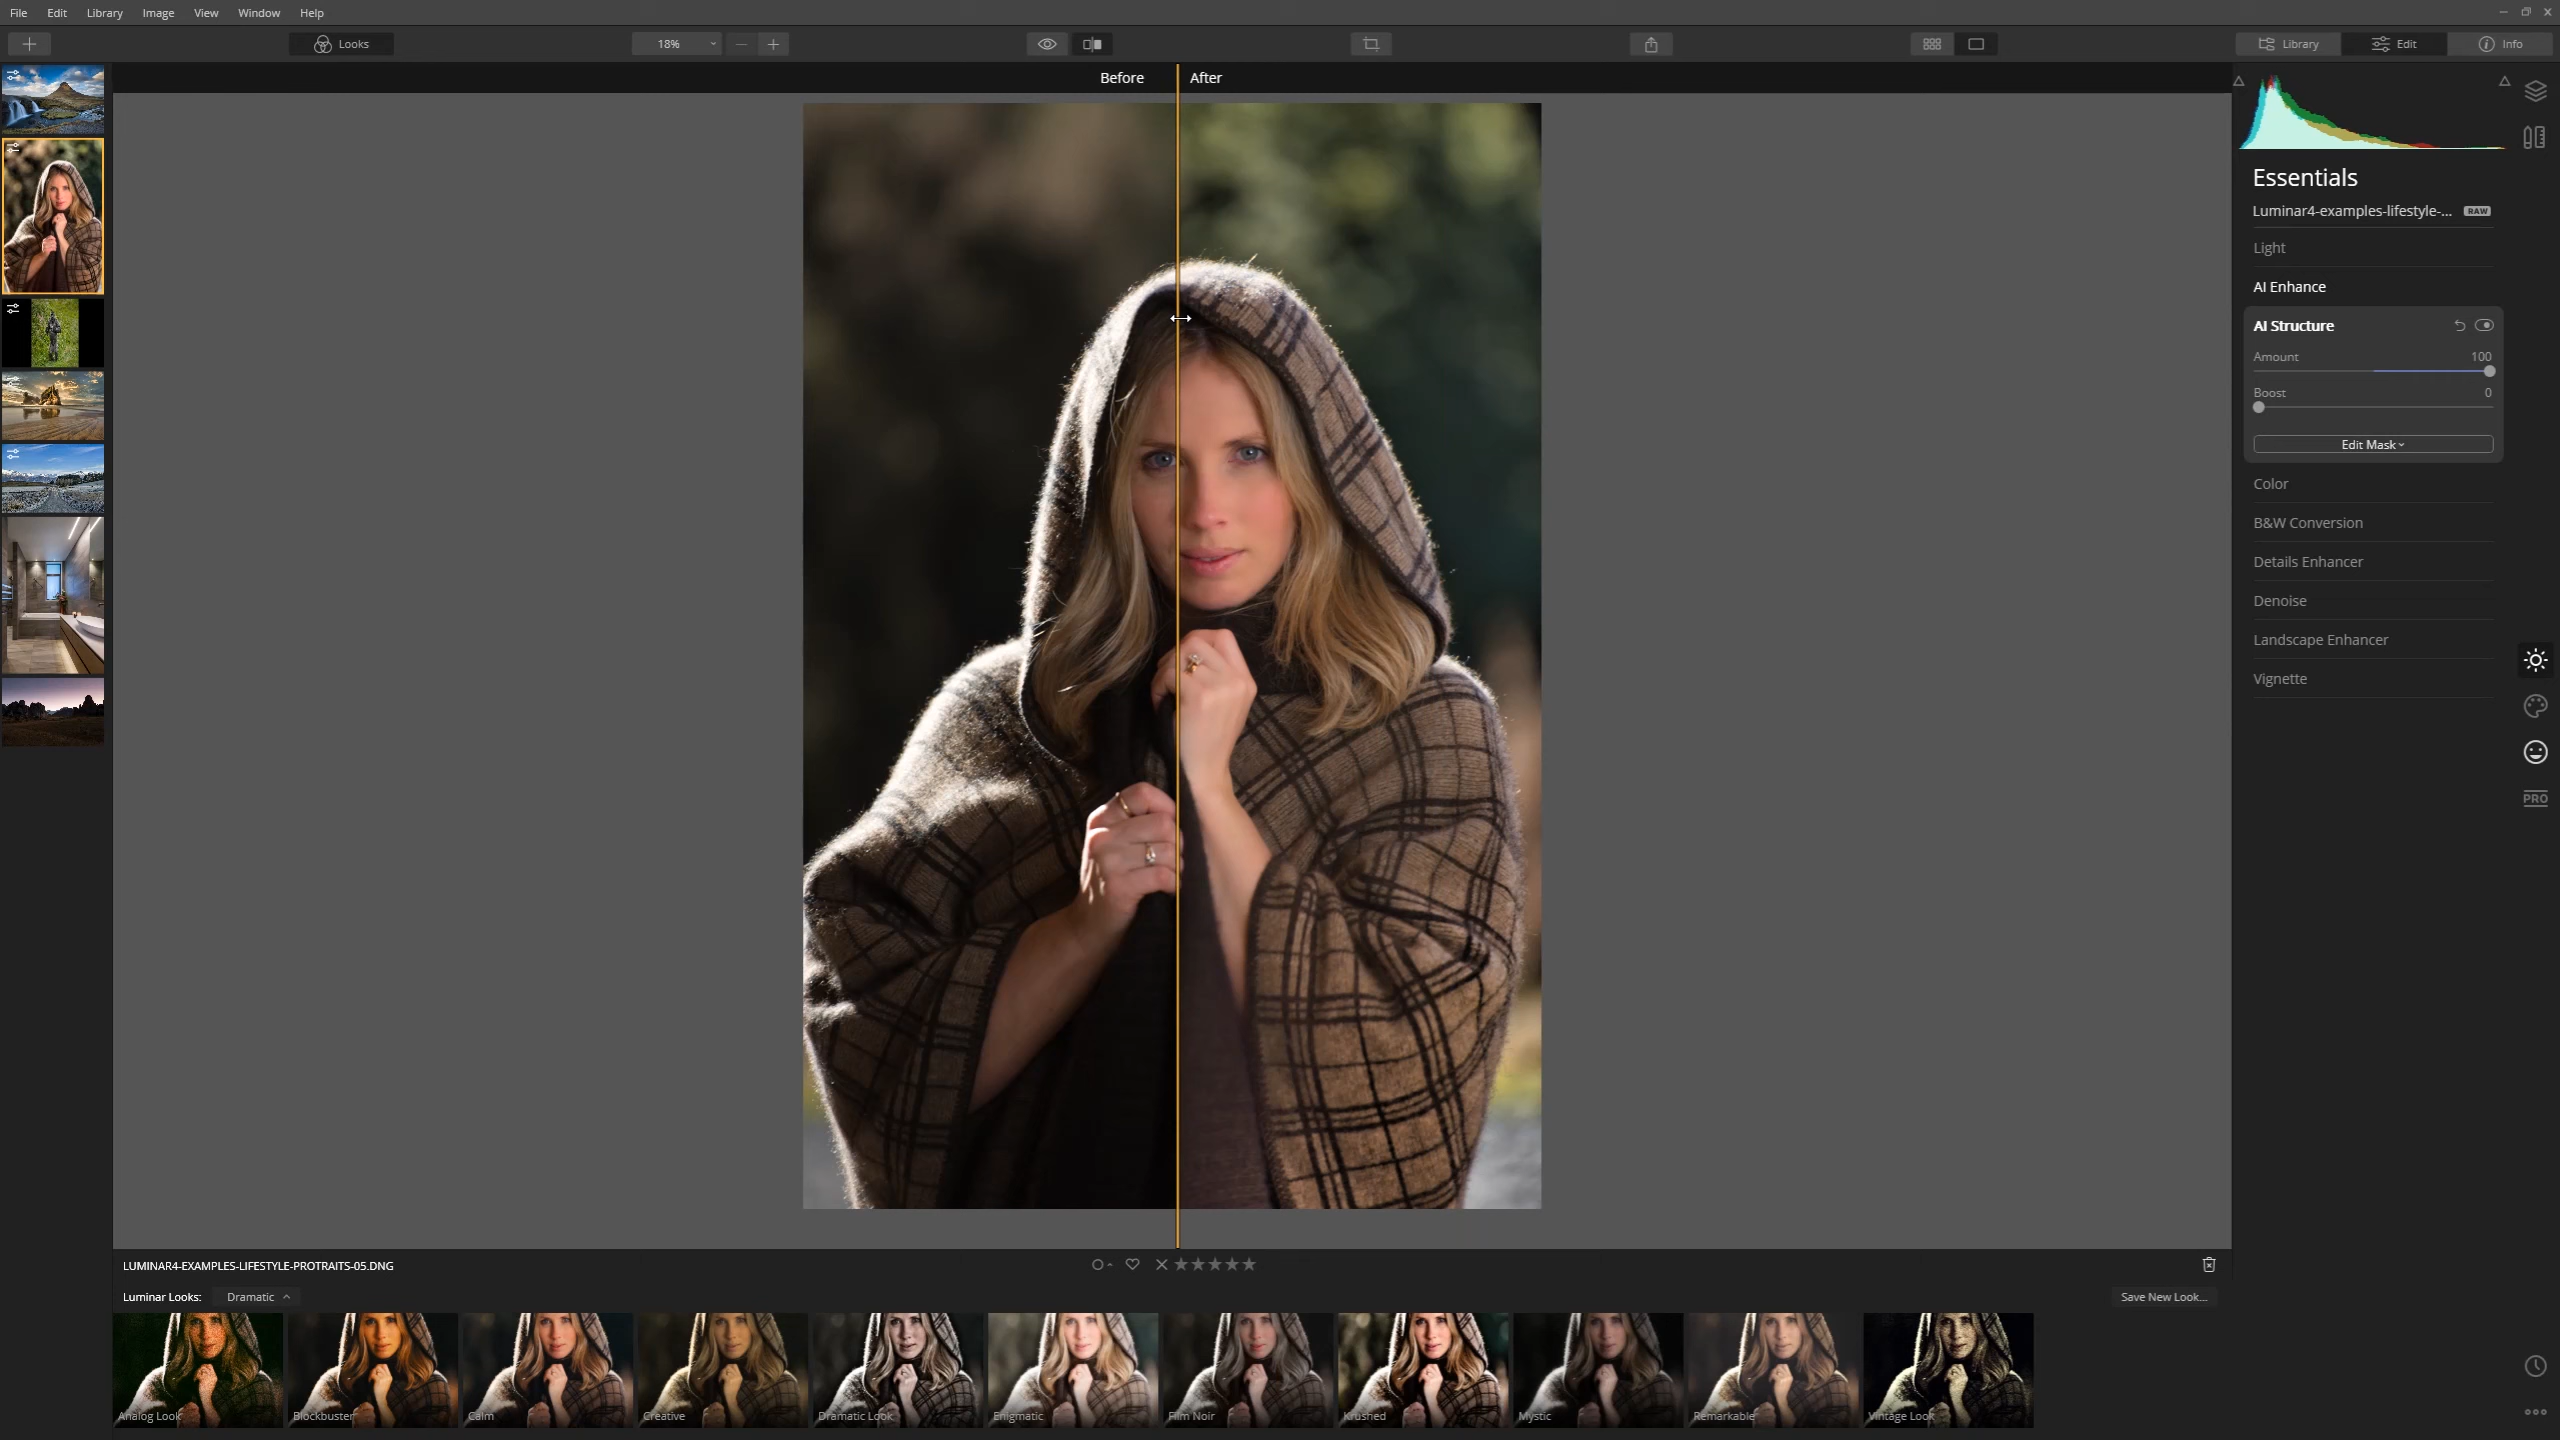 File Edit Library Image View Window Help
Looks 18% Library Edit Info
Before After
Essentials
Luminar4-examples-lifestyle-... RAW
Light
AI Enhance
AI Structure
Amount 100
Boost 0
Edit Mask
Color
B&W Conversion
Details Enhancer
Denoise
Landscape Enhancer
Vignette
PRO
LUMINAR4-EXAMPLES-LIFESTYLE-PROTRAITS-05.DNG
Luminar Looks: Dramatic Save New Look...
Analog Look Blockbuster Calm Creative Dramatic Look Enigmatic Film Noir Krushed Mystic Remarkable Vintage Look